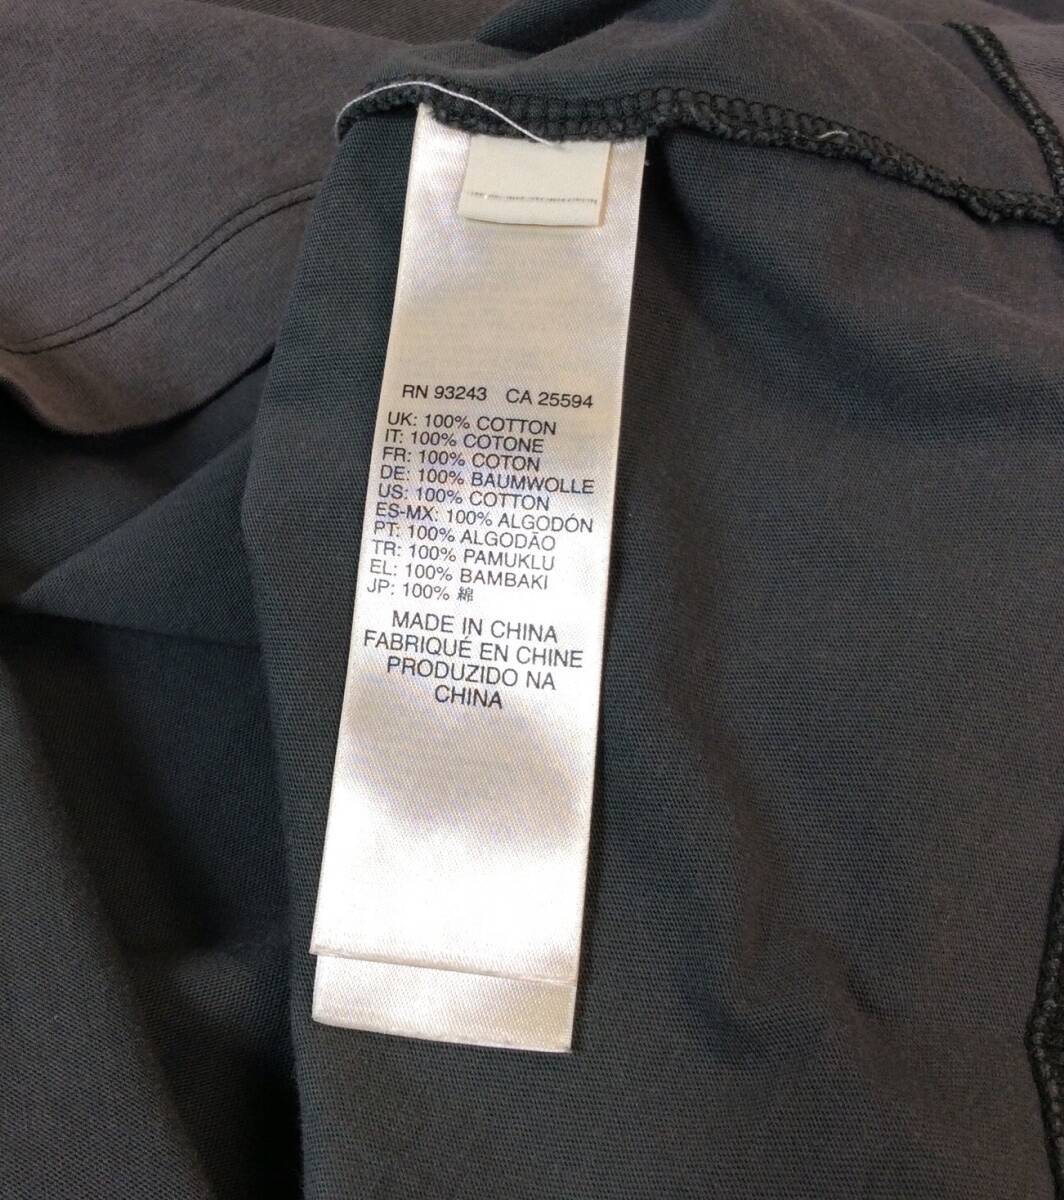 RN 93243 CA 25594
UK: 100% COTTON
IT: 100% COTONE
FR: 100% COTON
DE: 100% BAUMWOLLE
US: 100% COTTON
ES-MX: 100% ALGODÓN
PT: 100% ALGODÃO
TR: 100% PAMUKLU
EL: 100% BAMBAKI
JP: 100% 綿
MADE IN CHINA
FABRIQUÉ EN CHINE
PRODUZIDO NA
CHINA